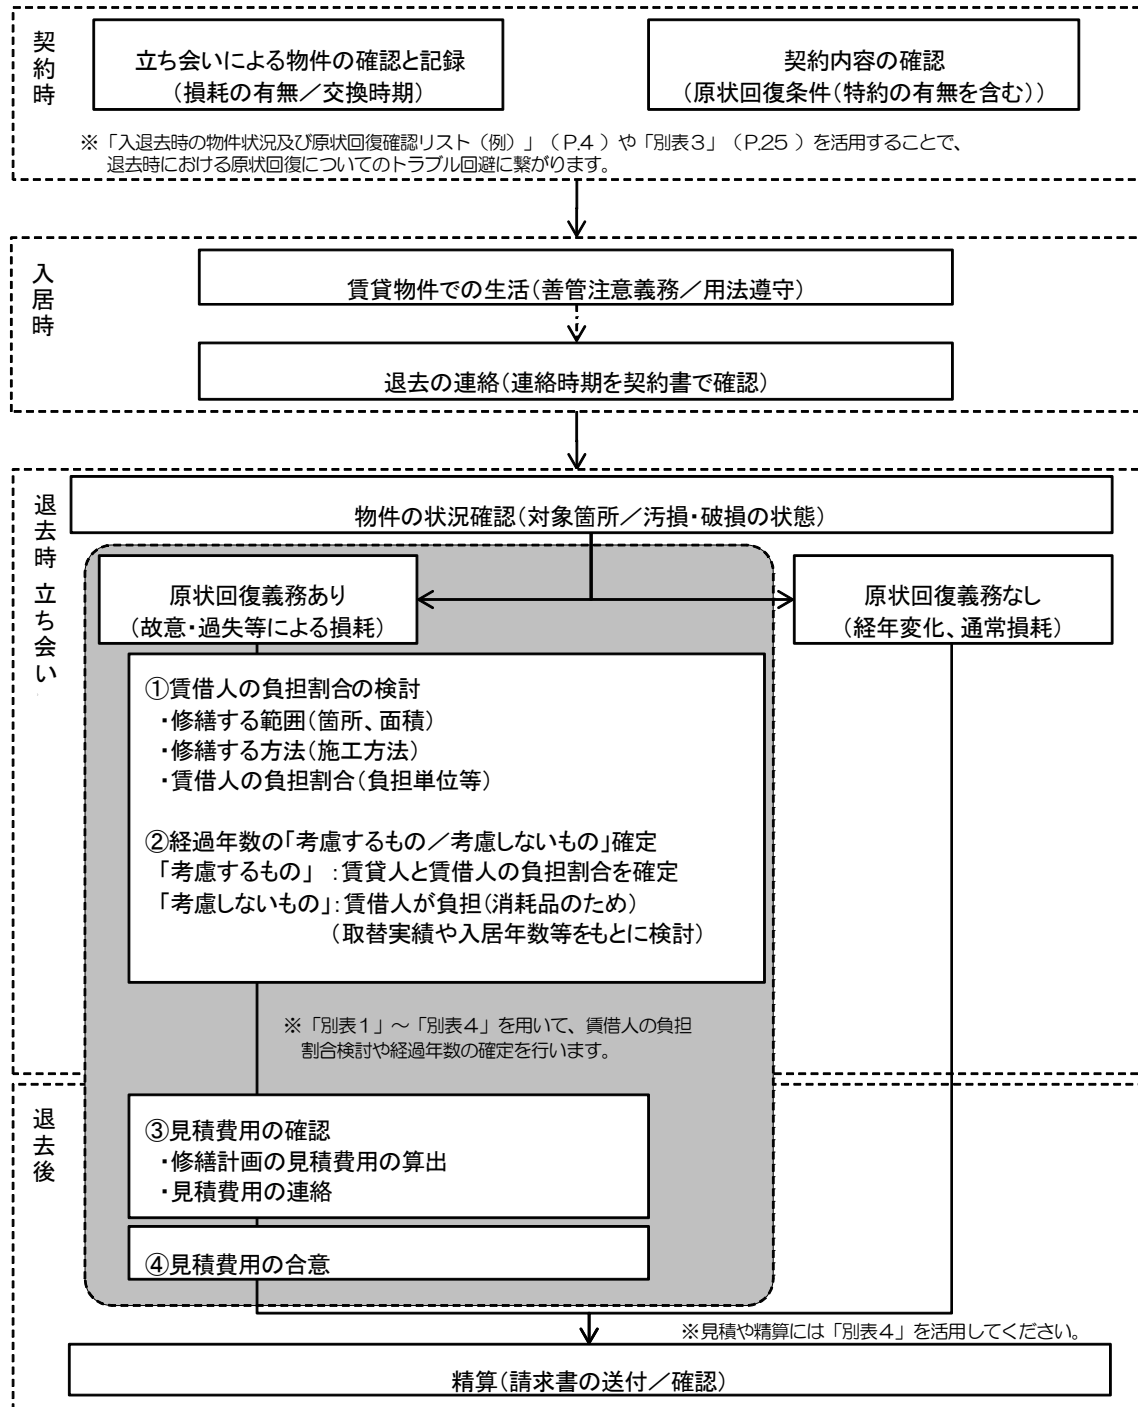 契約時
立ち会いによる物件の確認と記録
(損耗の有無/交換時期)
契約内容の確認
(原状回復条件(特約の有無を含む))
※「入退去時の物件状況及び原状回復確認リスト(例)」(P.4 )や「別表3」(P.25 )を活用することで、
退去時における原状回復についてのトラブル回避に繋がります。
入居時
賃貸物件での生活(善管注意義務/用法遵守)
退去の連絡(連絡時期を契約書で確認)
退去時 立ち会い
物件の状況確認(対象箇所/汚損・破損の状態)
原状回復義務あり
(故意・過失等による損耗)
原状回復義務なし
(経年変化、通常損耗)
①賃借人の負担割合の検討
・修繕する範囲(箇所、面積)
・修繕する方法(施工方法)
・賃借人の負担割合(負担単位等)
②経過年数の「考慮するもの/考慮しないもの」確定
「考慮するもの」 :賃貸人と賃借人の負担割合を確定
「考慮しないもの」:賃借人が負担(消耗品のため)
(取替実績や入居年数等をもとに検討)
※「別表1」~「別表4」を用いて、賃借人の負担
割合検討や経過年数の確定を行います。
退去後
③見積費用の確認
・修繕計画の見積費用の算出
・見積費用の連絡
④見積費用の合意
※見積や精算には「別表4」を活用してください。
精算(請求書の送付/確認)